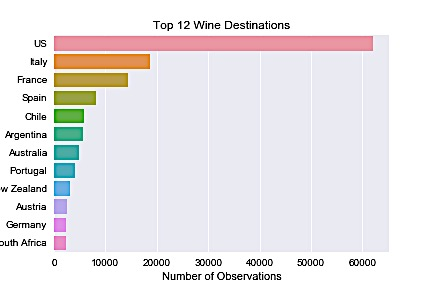 Top 12 Wine Destinations
US
Italy
France
Spain
Chile
Argentina
Australia
Portugal
ew Zealand
Austria
Germany
outh Africa
0 10000 20000 30000 40000 50000 60000
Number of Observations